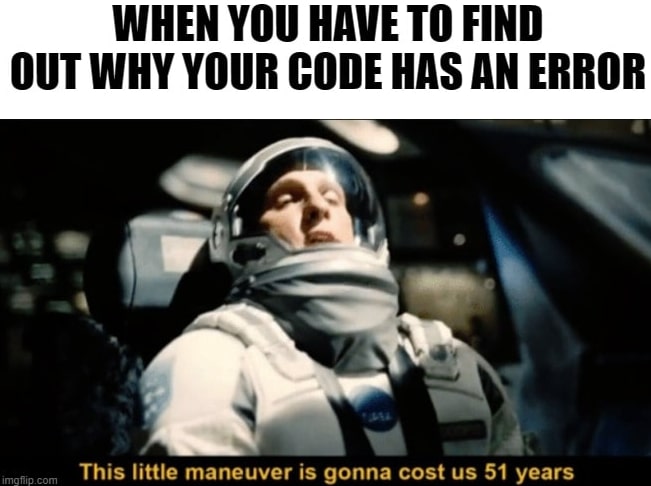 WHEN YOU HAVE TO FIND
OUT WHY YOUR CODE HAS AN ERROR
NASA
This little maneuver is gonna cost us 51 years
imgflip.com